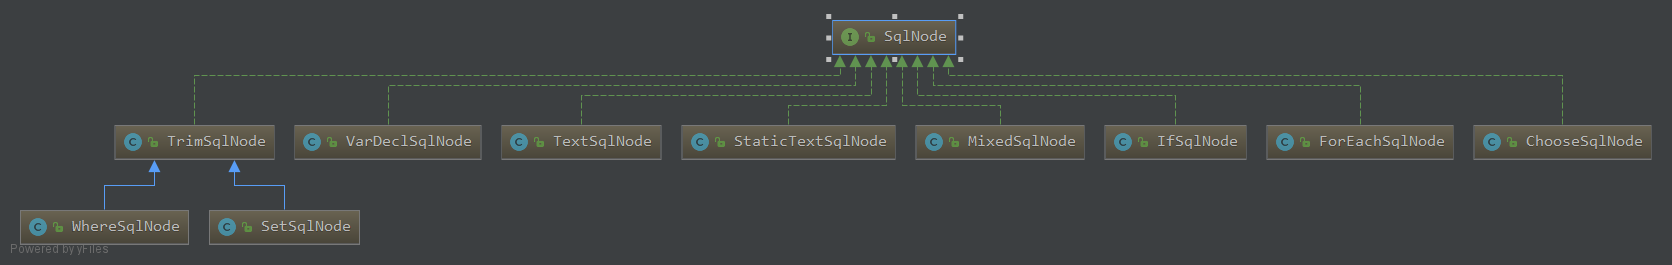 I SqlNode
C TrimSqlNode
C VarDeclSqlNode
C TextSqlNode
C StaticTextSqlNode
C MixedSqlNode
C IfSqlNode
C ForEachSqlNode
C ChooseSqlNode
C WhereSqlNode
C SetSqlNode
Powered by yFiles